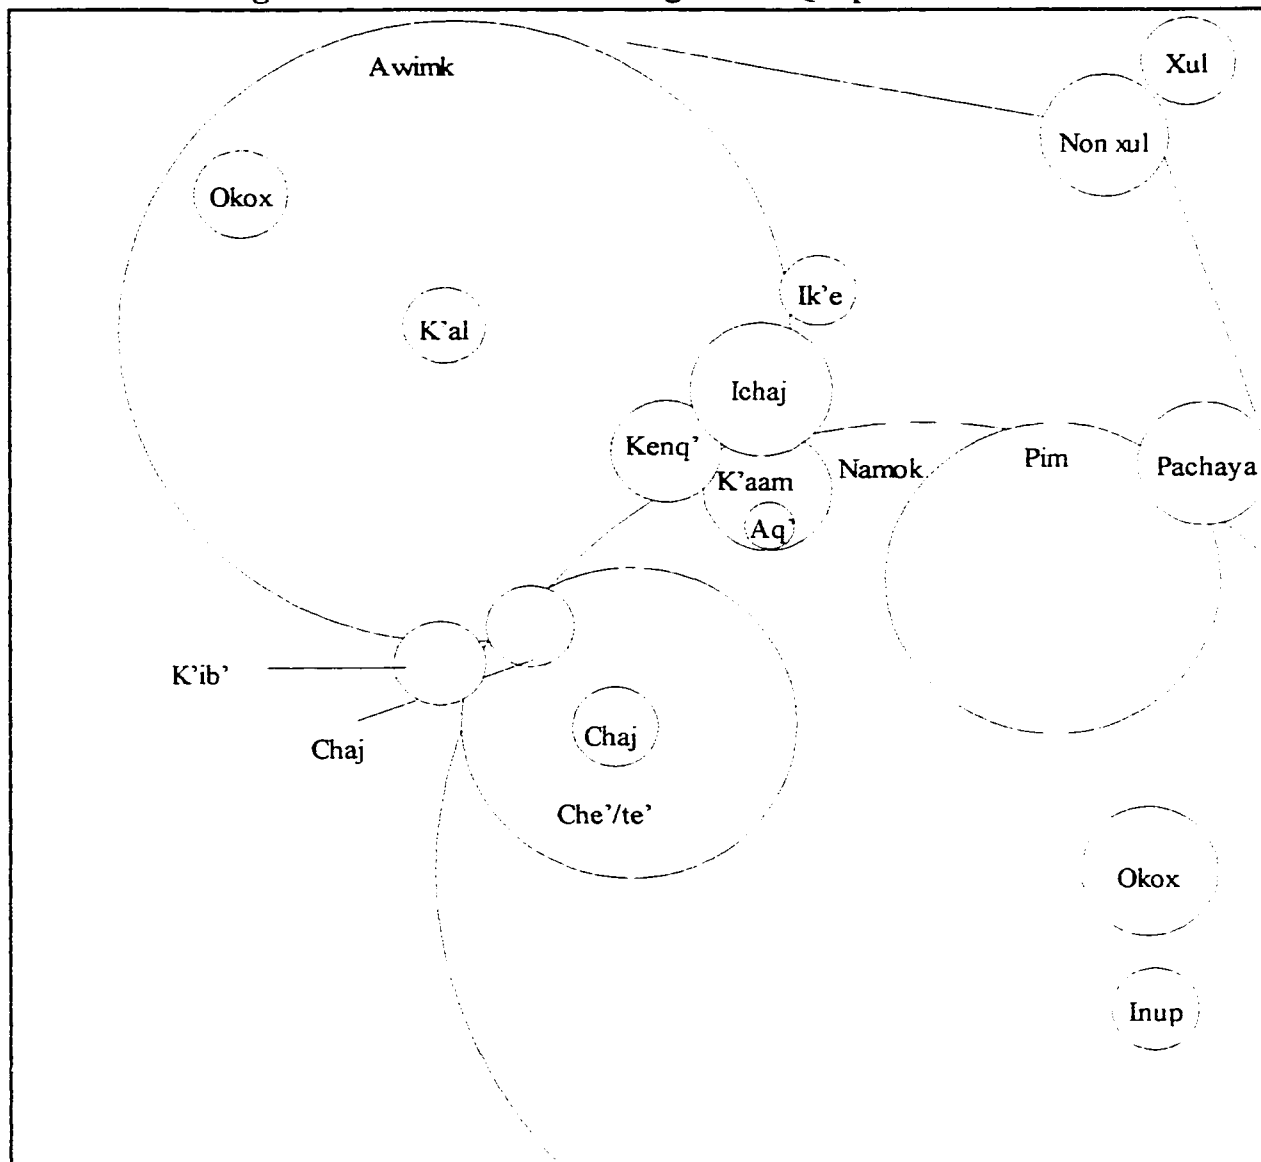 Awimk
Xul
Non xul
Okox
Ik'e
K'al
Ichaj
Kenq'
Namok
Pim
Pachaya
K'aam
Aq'
K'ib'
Chaj
Chaj
Che'/te'
Okox
Inup